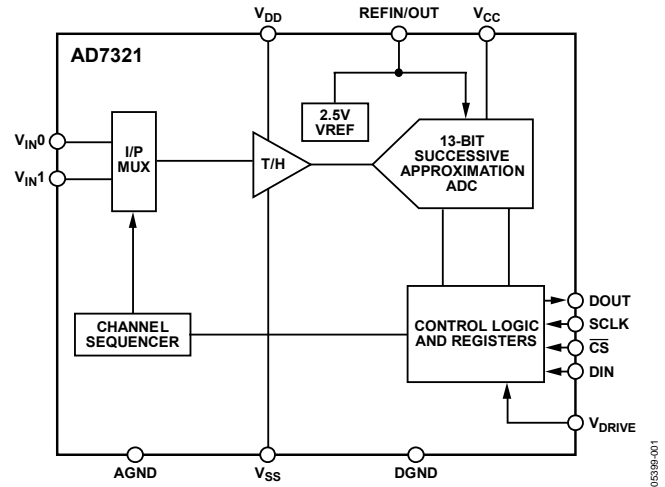 VDD
REFIN/OUT
VCC
AD7321
2.5V
VREF
13-BIT
SUCCESSIVE
APPROXIMATION
ADC
VIN0
VIN1
I/P
MUX
T/H
CHANNEL
SEQUENCER
CONTROL LOGIC
AND REGISTERS
DOUT
SCLK
CS
DIN
VDRIVE
AGND
VSS
DGND
05399-001